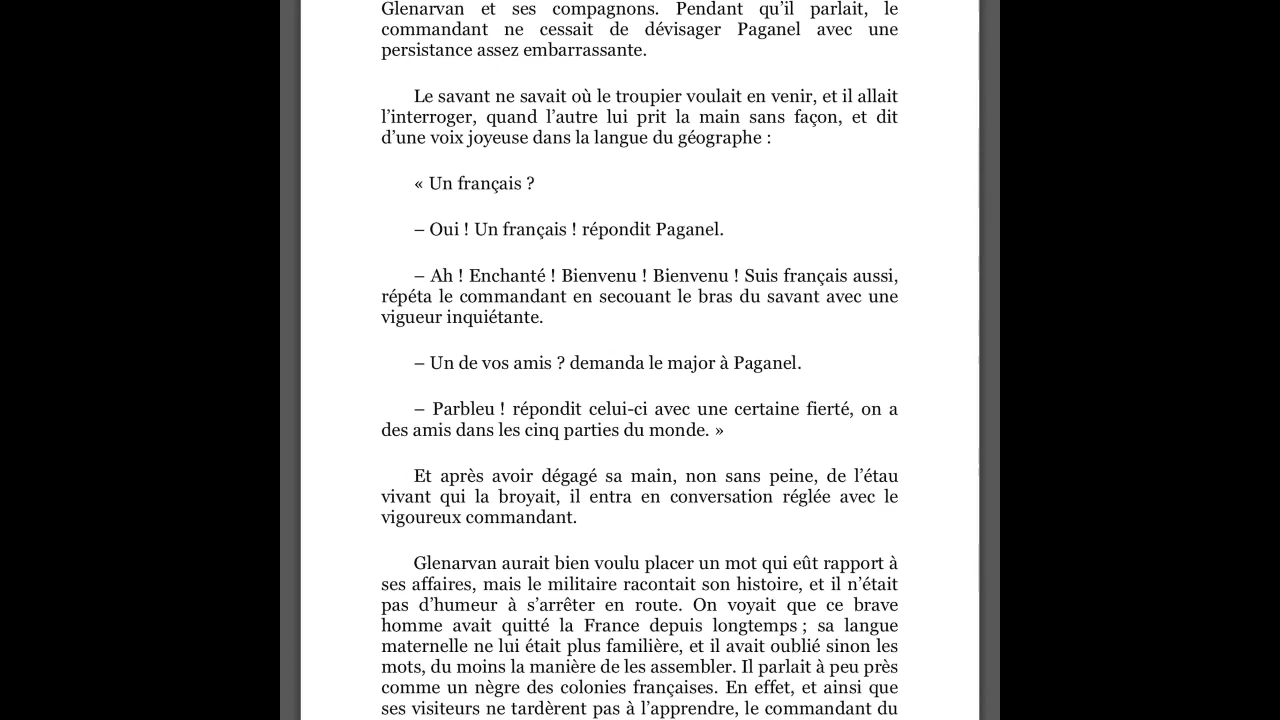 Glenarvan et ses compagnons. Pendant qu’il parlait, le
commandant ne cessait de dévisager Paganel avec une
persistance assez embarrassante.
Le savant ne savait où le troupier voulait en venir, et il allait
l’interroger, quand l’autre lui prit la main sans façon, et dit
d’une voix joyeuse dans la langue du géographe :
« Un français ?
– Oui ! Un français ! répondit Paganel.
– Ah ! Enchanté ! Bienvenu ! Bienvenu ! Suis français aussi,
répéta le commandant en secouant le bras du savant avec une
vigueur inquiétante.
– Un de vos amis ? demanda le major à Paganel.
– Parbleu ! répondit celui-ci avec une certaine fierté, on a
des amis dans les cinq parties du monde. »
Et après avoir dégagé sa main, non sans peine, de l’étau
vivant qui la broyait, il entra en conversation réglée avec le
vigoureux commandant.
Glenarvan aurait bien voulu placer un mot qui eût rapport à
ses affaires, mais le militaire racontait son histoire, et il n’était
pas d’humeur à s’arrêter en route. On voyait que ce brave
homme avait quitté la France depuis longtemps ; sa langue
maternelle ne lui était plus familière, et il avait oublié sinon les
mots, du moins la manière de les assembler. Il parlait à peu près
comme un nègre des colonies françaises. En effet, et ainsi que
ses visiteurs ne tardèrent pas à l’apprendre, le commandant du